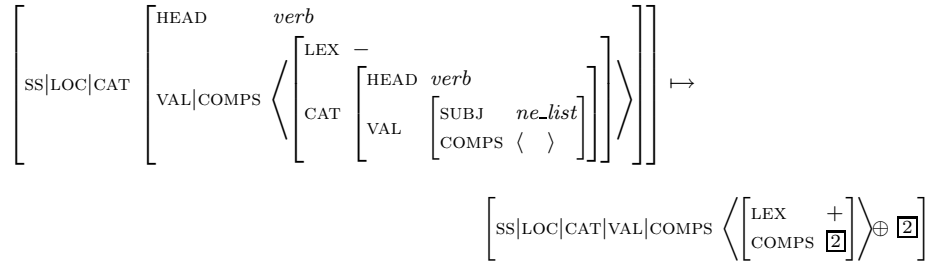 HEAD verb
LEX −
SS|LOC|CAT HEAD verb
VAL|COMPS ⟨ CAT VAL SUBJ ne_list ⟩ ↦
COMPS ⟨ ⟩
LEX +
SS|LOC|CAT|VAL|COMPS ⟨ ⟩ ⊕ 2
COMPS 2